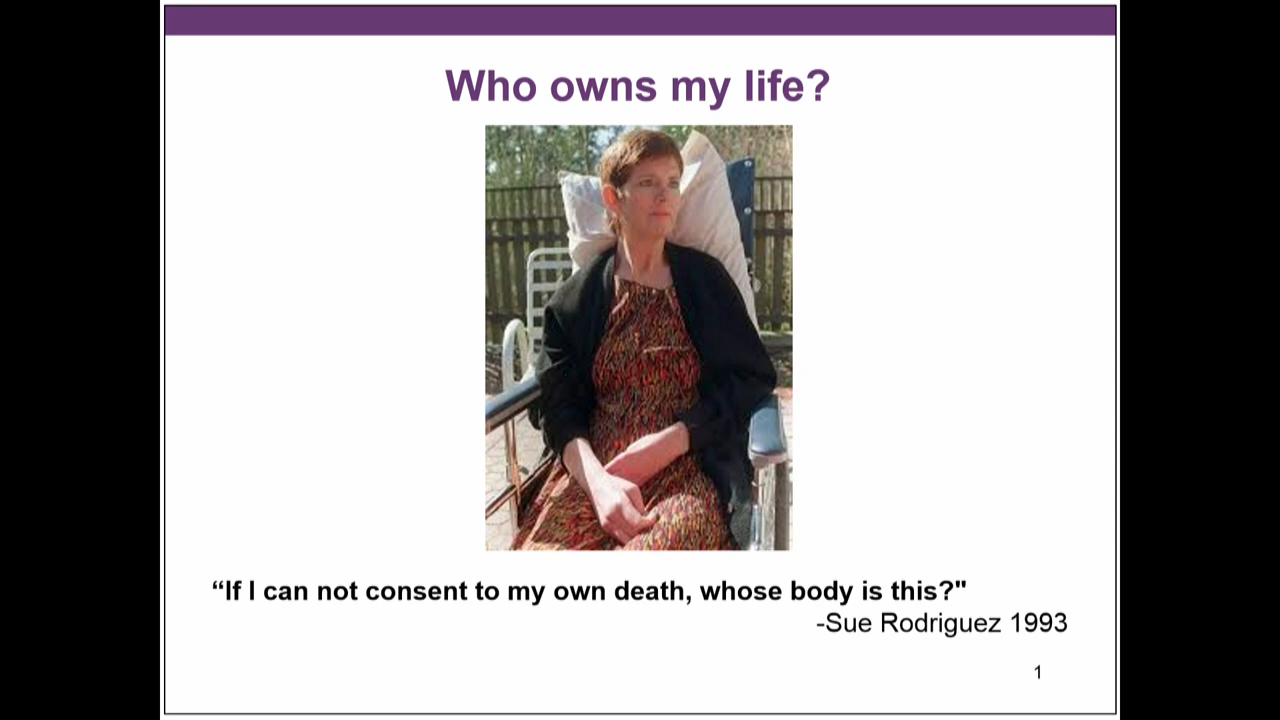 Who owns my life?
“If I can not consent to my own death, whose body is this?"
-Sue Rodriguez 1993
1